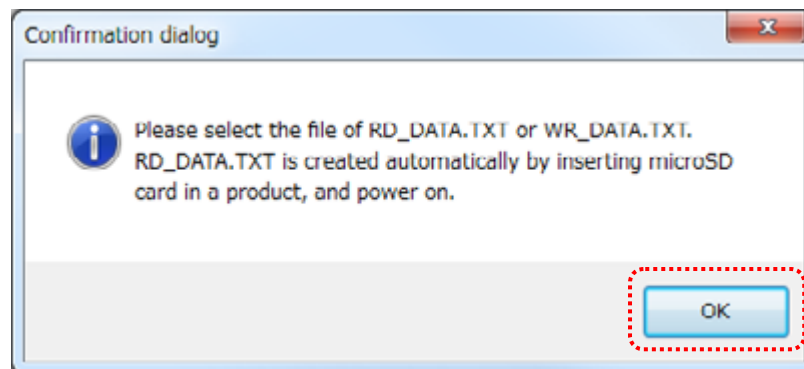 Confirmation dialog
Please select the file of RD_DATA.TXT or WR_DATA.TXT.
RD_DATA.TXT is created automatically by inserting microSD
card in a product, and power on.
OK